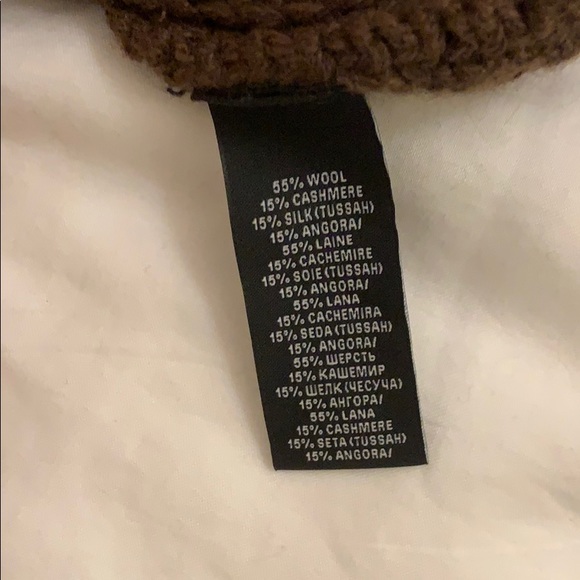 55% WOOL
15% CASHMERE
15% SILK(TUSSAH)
15% ANGORA/
55% LAINE
15% CACHEMIRE
15% SOIE(TUSSAH)
15% ANGORA/
55% LANA
15% CACHEMIRA
15% SEDA(TUSSAH)
15% ANGORA/
55% ШЕРСТЬ
15% КАШЕМИР
15% ШЕЛК(ЧЕСУЧА)
15% АНГОРА/
55% LANA
15% CASHMERE
15% SETA(TUSSAH)
15% ANGORA/